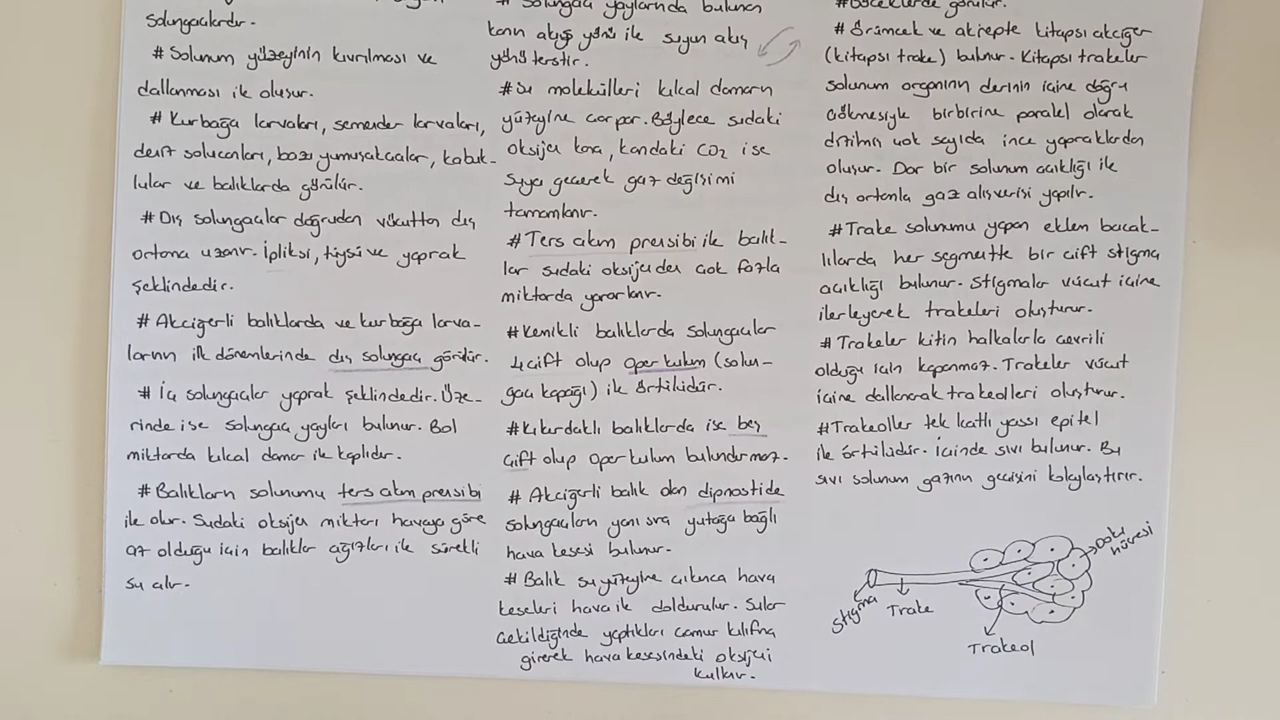 Solungaçlardır.
# Solunum yüzeyinin kıvrılması ve
dallanması ile oluşur.
# Kurbağa larvaları, semender larvaları,
deniz solucanları, bazı yumuşakçalar, kabuk-
lular ve balıklarda görülür.
# Dış solungaçlar doğrudan vücuttan dış
ortama uzanır. İpliksi, tüysü ve yaprak
şeklindedir.
# Akciğerli balıklarda ve kurbağa larva-
larının ilk dönemlerinde dış solungaç görülür.
# İç solungaçlar yaprak şeklindedir. Üze-
rinde ise solungaç yayları bulunur. Bol
miktarda kılcal damar ile kaplıdır.
# Balıkların solunumu ters akım prensibi
ile olur. Sudaki oksijen miktarı havaya göre
az olduğu için balıklar ağızları ile sürekli
su alır.
# Solungaç yaylarında bulunan
kanın akış yönü ile suyun akış
yönü terstir.
# Su molekülleri kılcal damarın
yüzeyine çarpar. Böylece sudaki
oksijen kana, kandaki CO2 ise
suya geçerek gaz değişimi
tamamlanır.
# Ters akım prensibi ile balık-
lar sudaki oksijenden çok fazla
miktarda yararlanır.
# Kemikli balıklarda solungaçlar
4 çift olup operkulum (solun-
gaç kapağı) ile örtülüdür.
# Kıkırdaklı balıklarda ise beş
çift olup operkulum bulundurmaz.
# Akciğerli balık olan dipnostide
solungaçların yanı sıra yutağa bağlı
hava kesesi bulunur.
# Balık su yüzeyine çıkınca hava
keseleri hava ile doldurulur. Sular
çekildiğinde yaptıkları çamur kılıfına
girerek hava kesesindeki oksijeni
kullanır.
# Böceklerde görülür.
# Örümcek ve akrepte kitapsı akciğer
(kitapsı trake) bulunur. Kitapsı trakeler
solunum organının derinin içine doğru
çökmesiyle birbirine paralel olarak
dizilmiş çok sayıda ince yapraklardan
oluşur. Dar bir solunum açıklığı ile
dış ortamla gaz alışverişi yapılır.
# Trake solunumu yapan eklem bacak-
lılarda her segmentte bir çift stigma
açıklığı bulunur. Stigmalar vücut içine
ilerleyerek trakeleri oluşturur.
# Trakeler kitin halkalarla çevrili
olduğu için kapanmaz. Trakeler vücut
içine dallanarak trakeolleri oluşturur.
# Trakeoller tek katlı yassı epitel
ile örtülüdür. İçinde sıvı bulunur. Bu
sıvı solunum gazının geçişini kolaylaştırır.
Stigma
Trake
Trakeol
Doku
hücresi